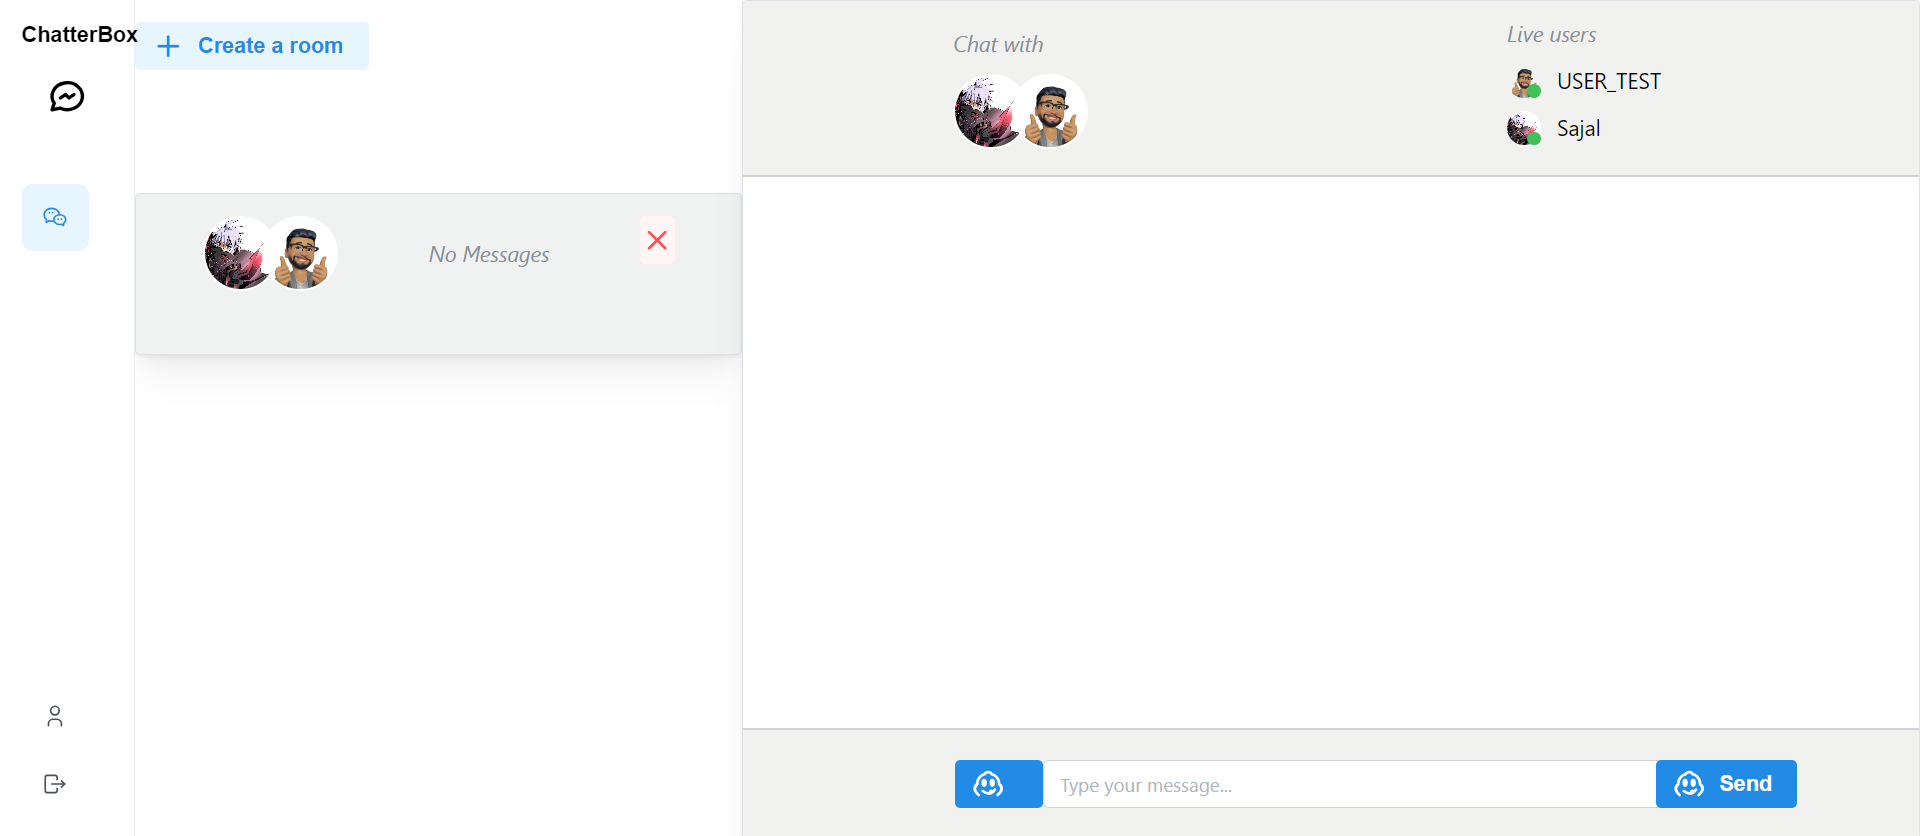 ChatterBox
Create a room
No Messages
Chat with
Live users
USER_TEST
Sajal
Type your message...
Send